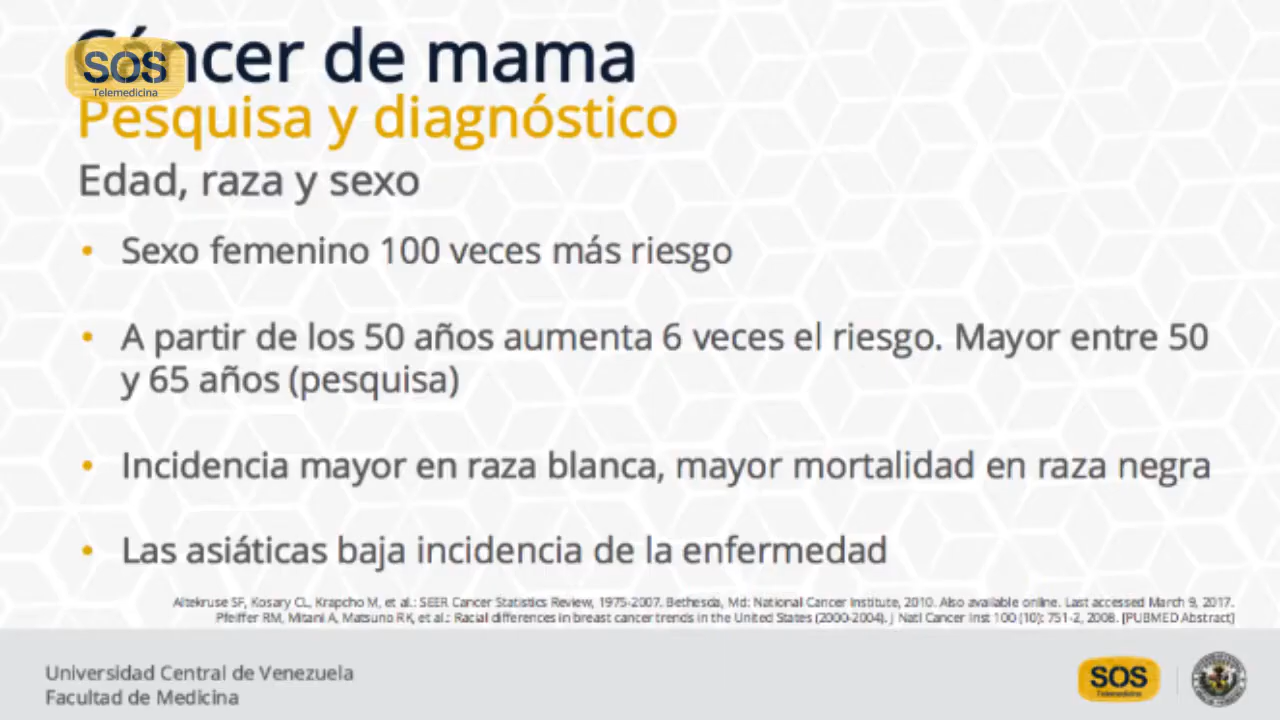 Cáncer de mama
SOS
Telemedicina
Pesquisa y diagnóstico
Edad, raza y sexo
• Sexo femenino 100 veces más riesgo
• A partir de los 50 años aumenta 6 veces el riesgo. Mayor entre 50
y 65 años (pesquisa)
• Incidencia mayor en raza blanca, mayor mortalidad en raza negra
• Las asiáticas baja incidencia de la enfermedad
Altekruse SF, Kosary CL, Krapcho M, et al.: SEER Cancer Statistics Review, 1975-2007. Bethesda, Md: National Cancer Institute, 2010. Also available online. Last accessed March 9, 2017.
Pfeiffer RM, Mitani A, Matsuno RK, et al.: Racial differences in breast cancer trends in the United States (2000-2004). J Natl Cancer Inst 100 (10): 751-2, 2008. [PUBMED Abstract]
Universidad Central de Venezuela
Facultad de Medicina
SOS
Telemedicina